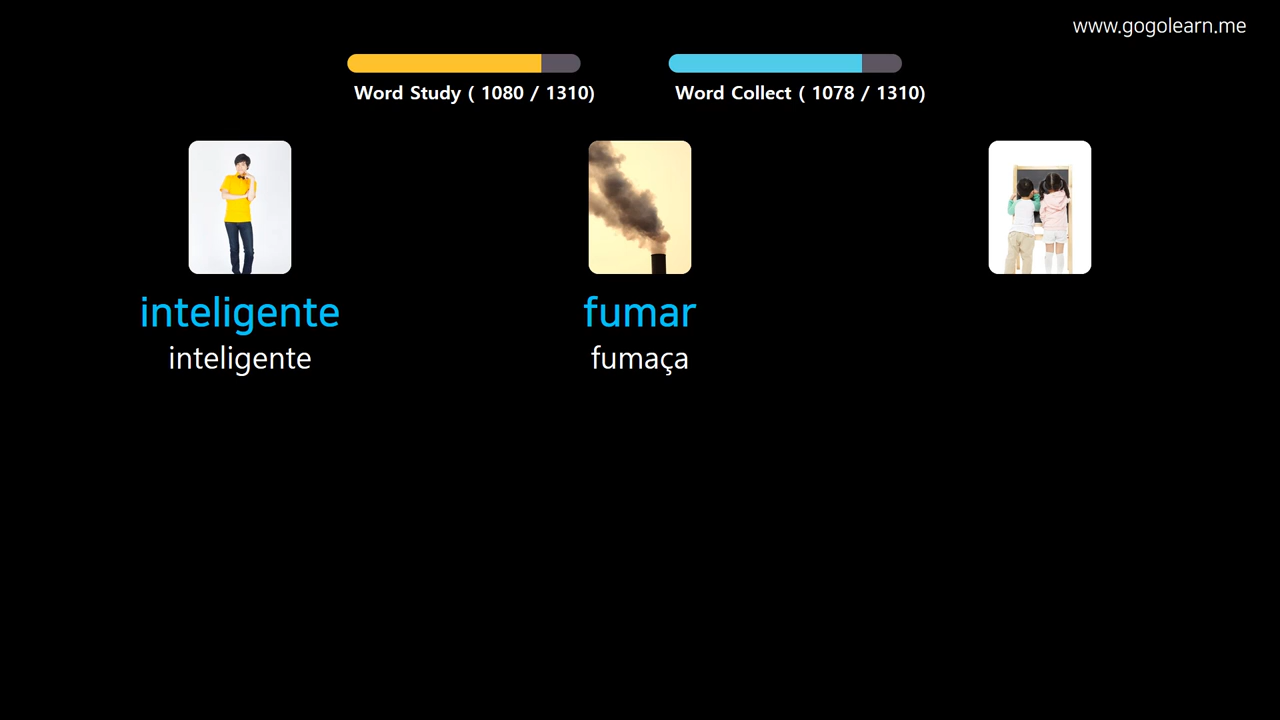 www.gogolearn.me
Word Study ( 1080 / 1310)
Word Collect ( 1078 / 1310)
inteligente
inteligente
fumar
fumaça